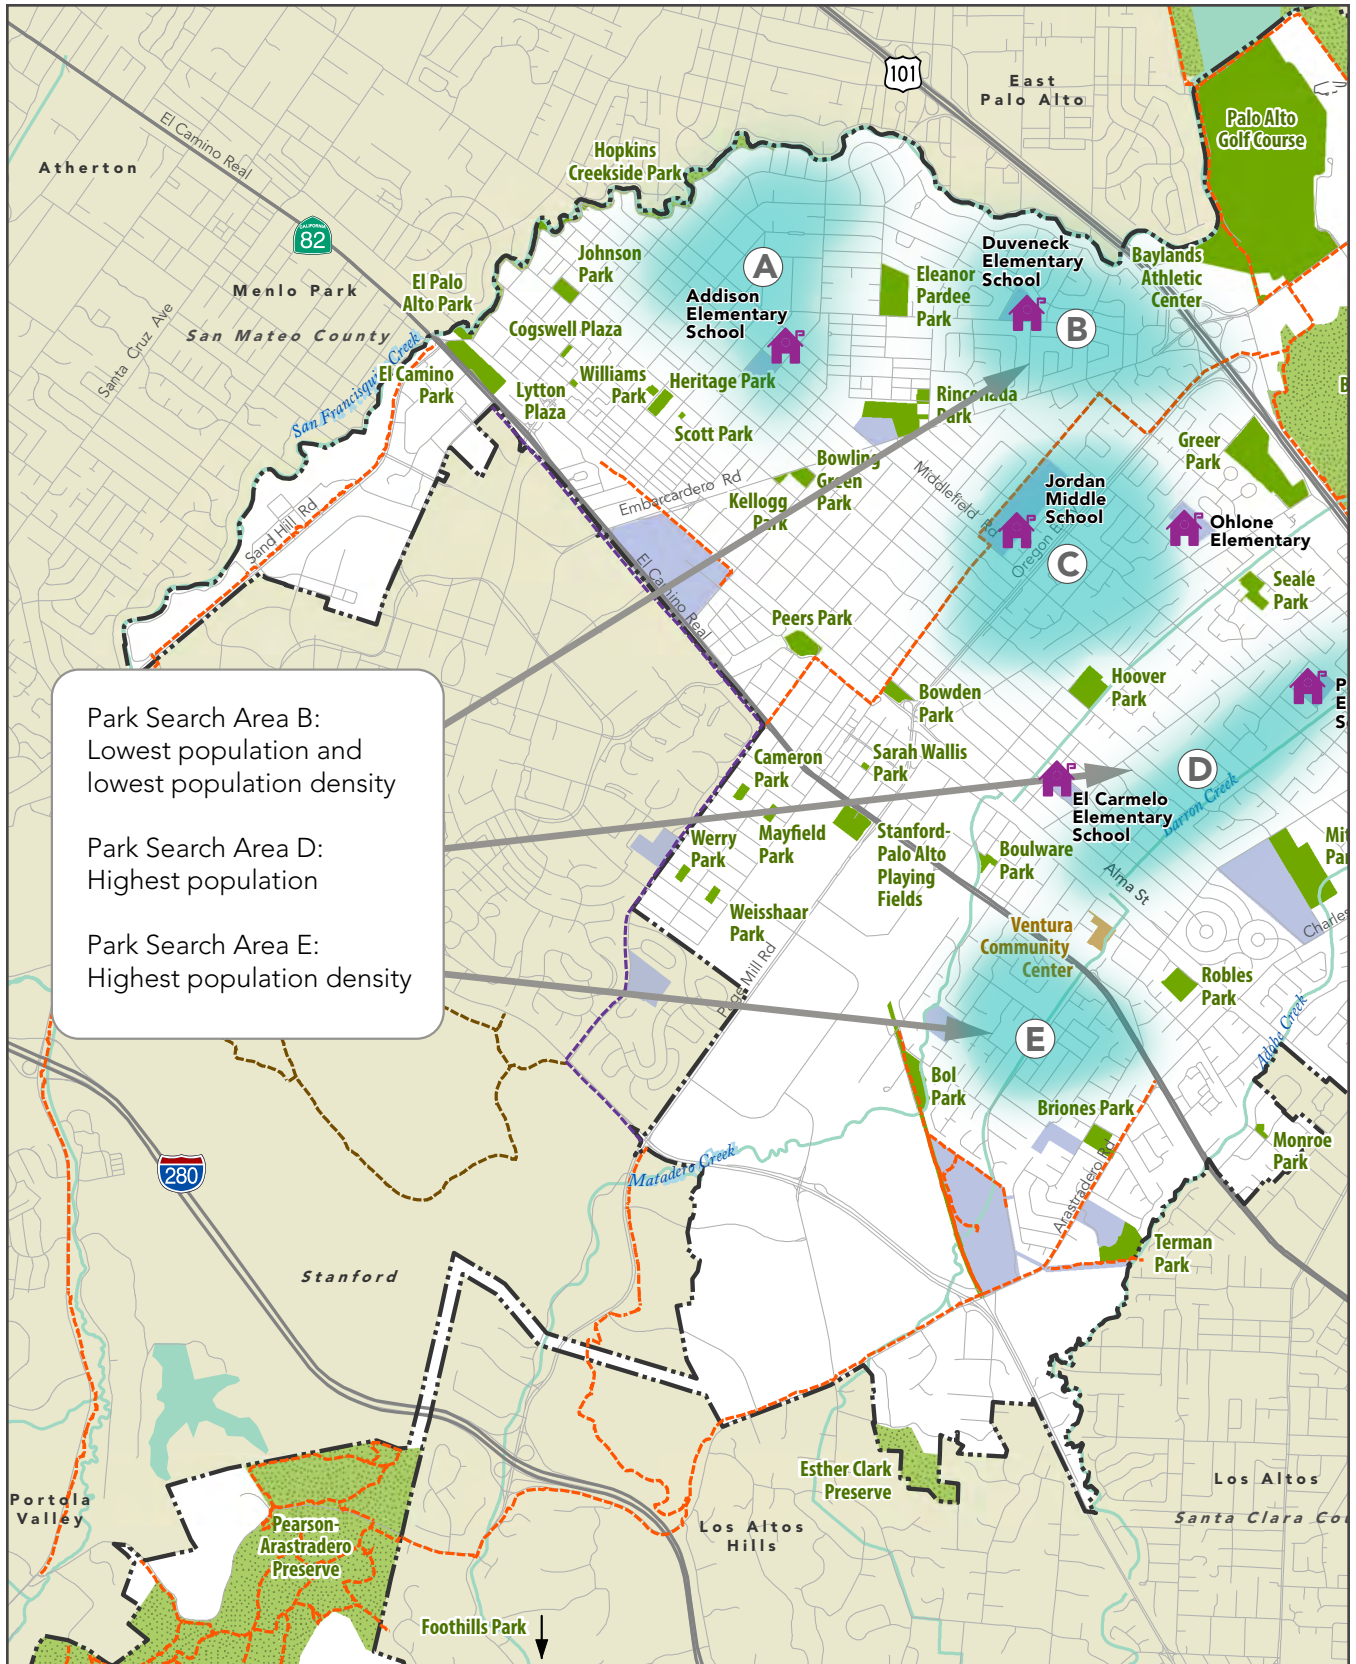 101
East
Palo Alto
Palo Alto
Golf Course
El Camino Real
Atherton
Hopkins
Creekside Park
CALIFORNIA
82
Johnson
Park
A
Duveneck
Elementary
School
Baylands
Athletic
Center
El Palo
Alto Park
Menlo Park
Addison
Elementary
School
Eleanor
Pardee
Park
B
San Mateo County
Santa Cruz Ave
San Francisquito Creek
Cogswell Plaza
El Camino
Park
Lytton
Plaza
Williams
Park
Heritage Park
Rinconada
Park
B
Scott Park
Greer
Park
Bowling
Green
Park
Embarcardero Rd
Kellogg
Park
Middlefield Rd
Jordan
Middle
School
Ohlone
Elementary
Sand Hill Rd
Oregon Expy
C
El Camino Real
Seale
Park
Peers Park
Hoover
Park
Bowden
Park
P
E
Sc
Park Search Area B:
Lowest population and
lowest population density
Park Search Area D:
Highest population
Park Search Area E:
Highest population density
Cameron
Park
Sarah Wallis
Park
D
El Carmelo
Elementary
School
Barron Creek
Werry
Park
Mayfield
Park
Stanford-
Palo Alto
Playing
Fields
Boulware
Park
Mit
Par
Alma St
Weisshaar
Park
Ventura
Community
Center
Charles
Page Mill Rd
Robles
Park
E
Adobe Creek
Bol
Park
Briones Park
Monroe
Park
Matadero Creek
280
Arastradero Rd
Terman
Park
Stanford
Esther Clark
Preserve
Los Altos
Santa Clara Cou
Portola
Valley
Pearson-
Arastradero
Preserve
Los Altos
Hills
Foothills Park